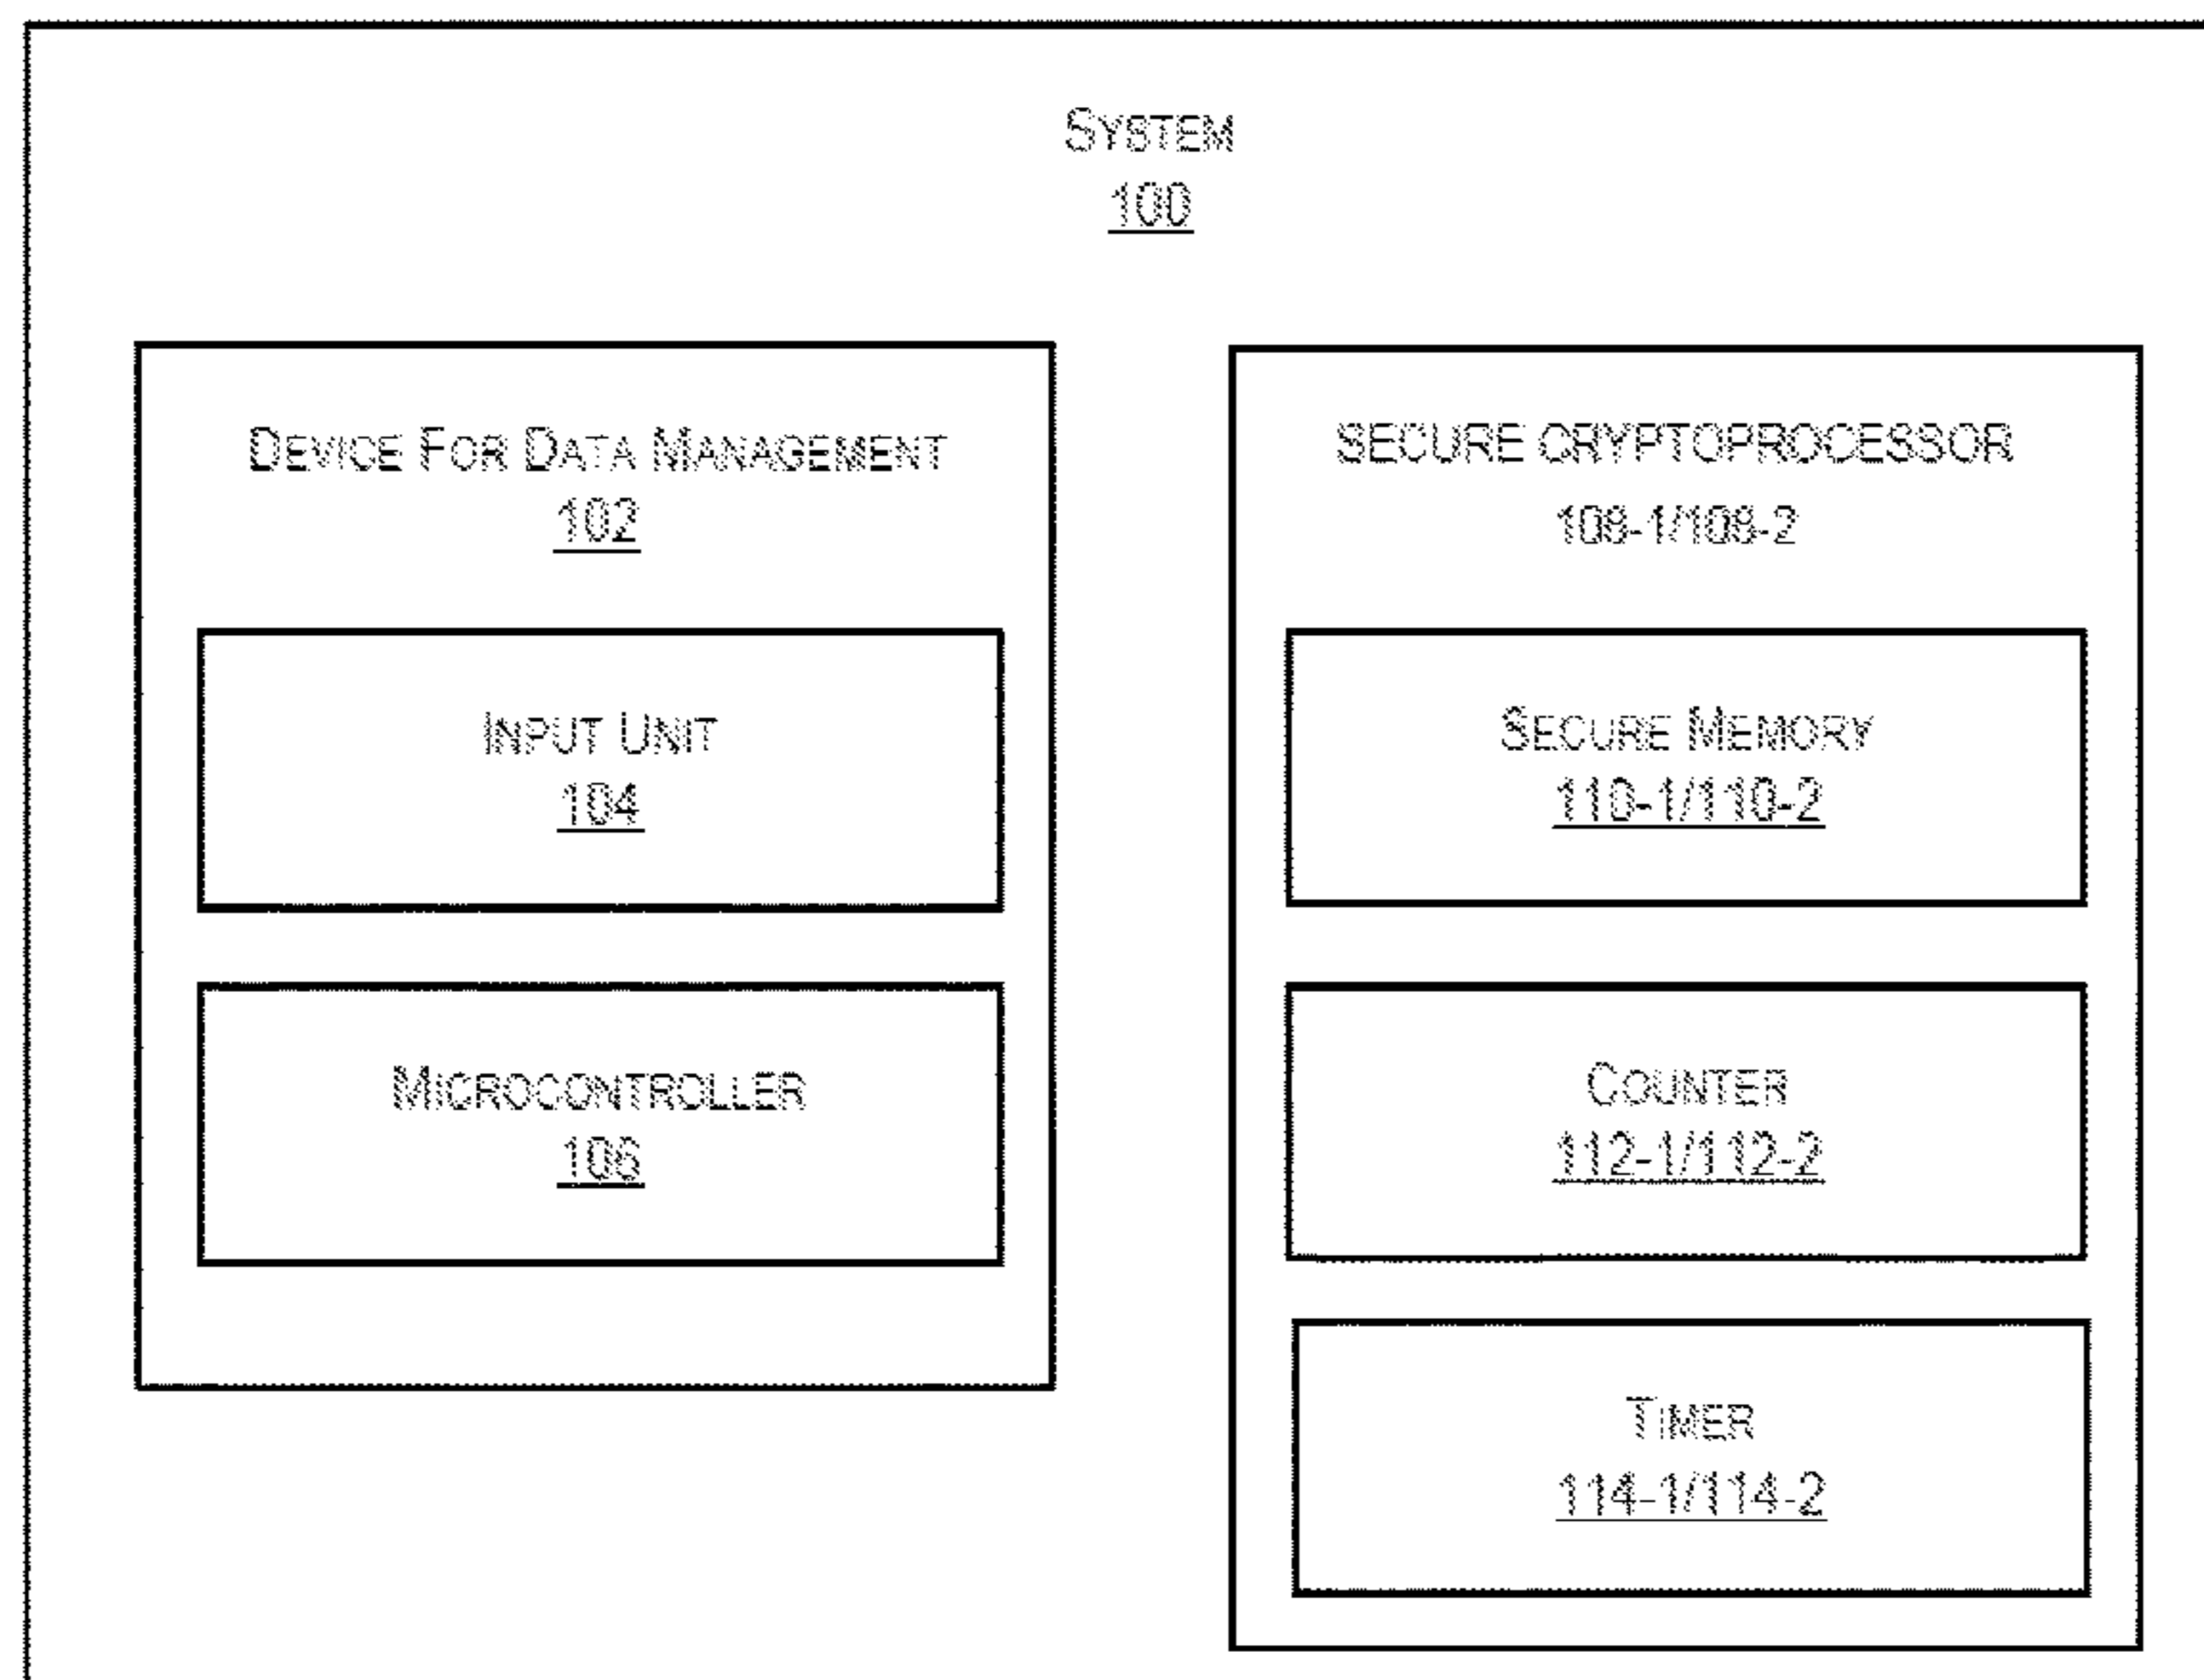 SYSTEM
100
DEVICE FOR DATA MANAGEMENT
102
INPUT UNIT
104
MICROCONTROLLER
106
SECURE CRYPTOPROCESSOR
108-1/108-2
SECURE MEMORY
110-1/110-2
COUNTER
112-1/112-2
TIMER
114-1/114-2